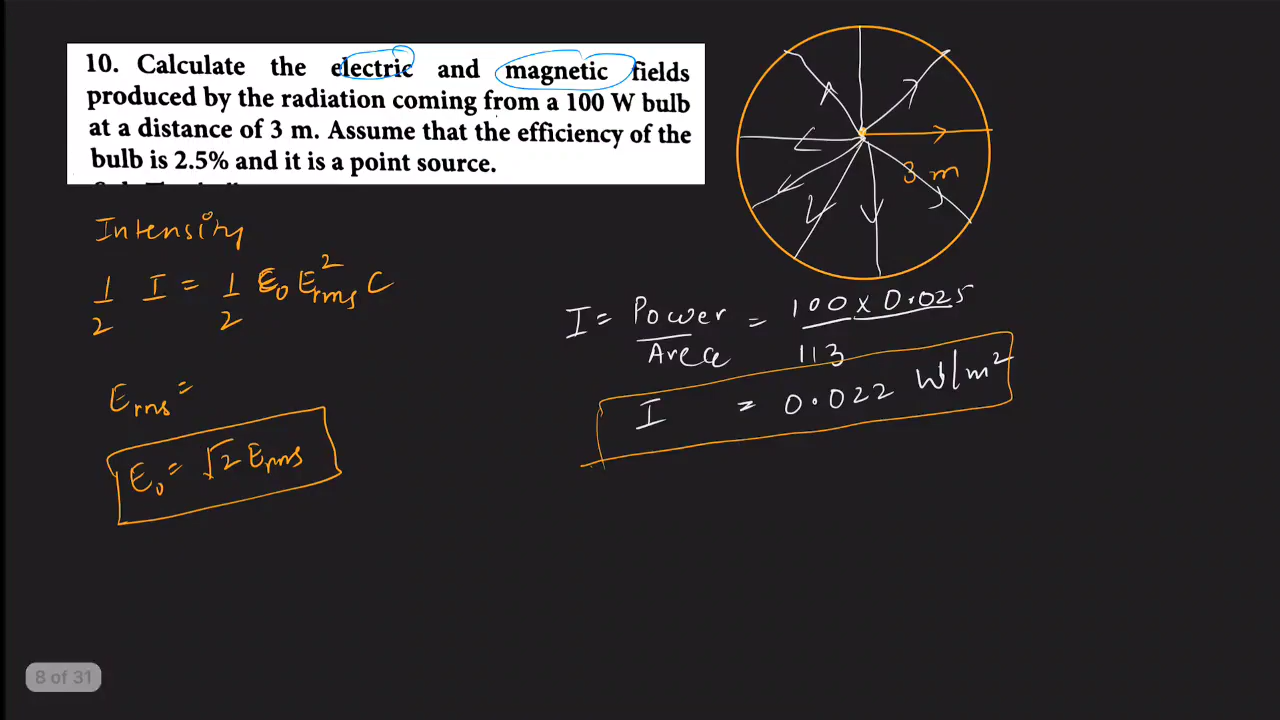 10. Calculate the electric and magnetic fields
produced by the radiation coming from a 100 W bulb
at a distance of 3 m. Assume that the efficiency of the
bulb is 2.5% and it is a point source.
3 m
Intensity
1/2 I = 1/2 ε₀ E²rms C
I = Power/Area = 100 × 0.025/113
I = 0.022 W/m²
Erms =
E₀ = √2 Erms
8 of 31